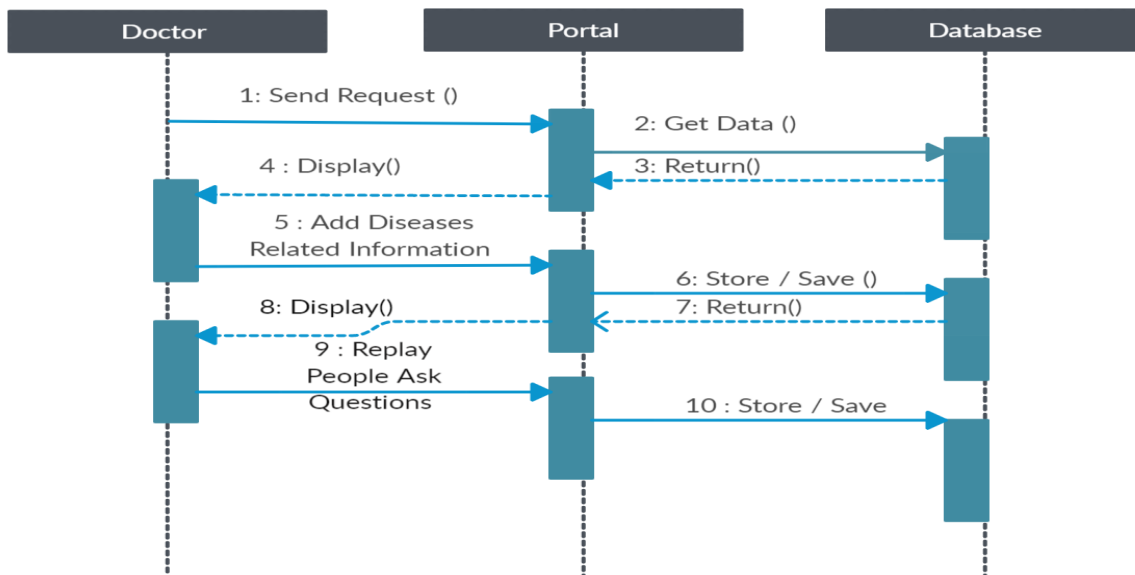 Doctor
Portal
Database
1: Send Request ()
2: Get Data ()
3: Return()
4 : Display()
5 : Add Diseases
Related Information
6: Store / Save ()
7: Return()
8: Display()
9 : Replay
People Ask
Questions
10 : Store / Save